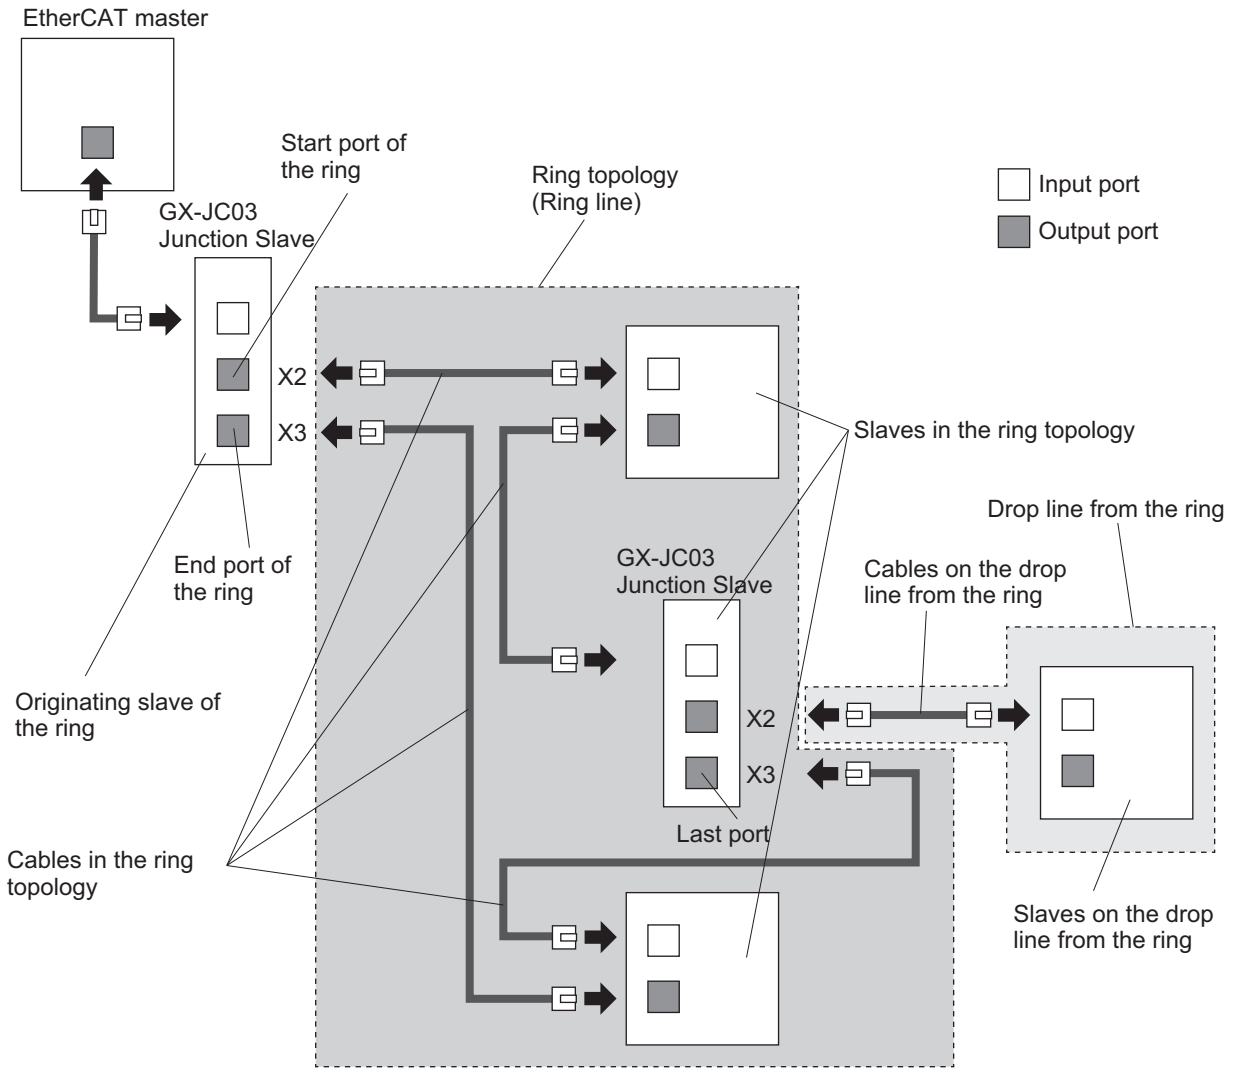 EtherCAT master
Start port of
the ring
Ring topology
(Ring line)
Input port
Output port
GX-JC03
Junction Slave
X2
X3
Slaves in the ring topology
Drop line from the ring
End port of
the ring
GX-JC03
Junction Slave
Cables on the drop
line from the ring
Originating slave of
the ring
X2
X3
Last port
Cables in the ring
topology
Slaves on the drop
line from the ring